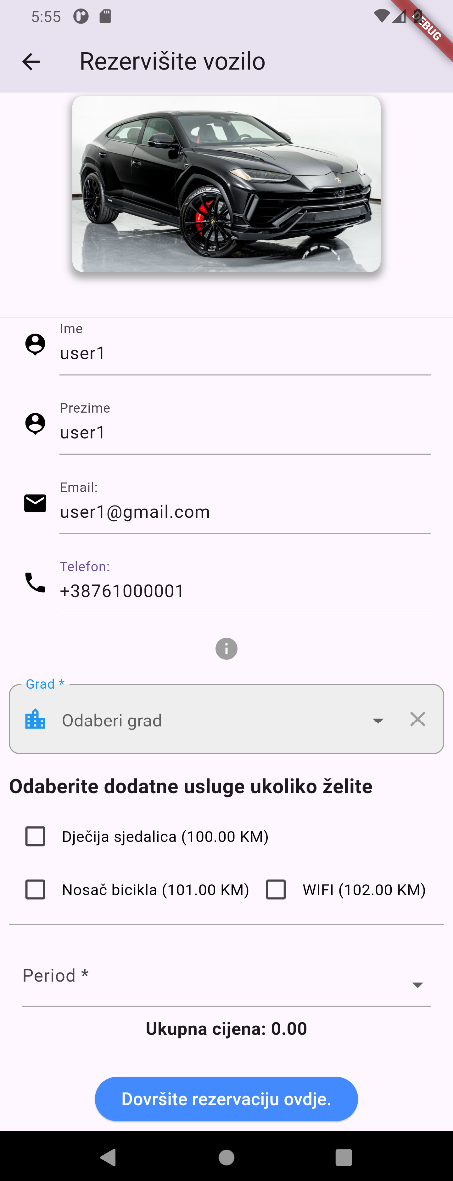 5:55
DEBUG
Rezervišite vozilo
Ime
user1
Prezime
user1
Email:
user1@gmail.com
Telefon:
+38761000001
Grad *
Odaberi grad
Odaberite dodatne usluge ukoliko želite
Dječija sjedalica (100.00 KM)
Nosač bicikla (101.00 KM) WIFI (102.00 KM)
Period *
Ukupna cijena: 0.00
Dovršite rezervaciju ovdje.